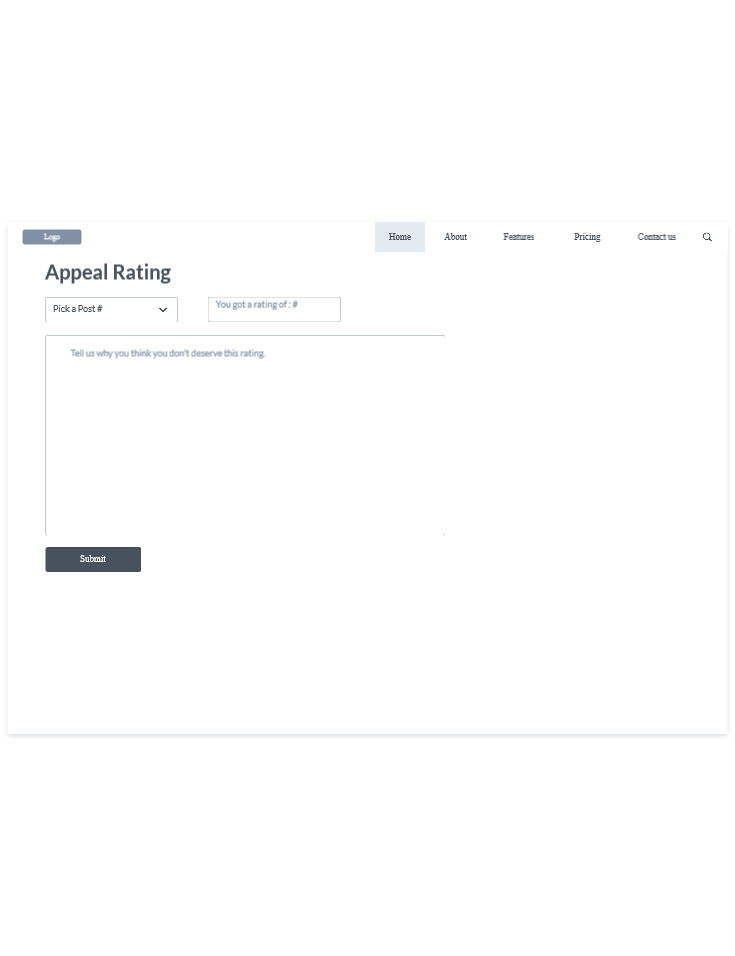 Logo Home About Features Pricing Contact us
Appeal Rating
Pick a Post # You got a rating of : #
Tell us why you think you don't deserve this rating.
Submit